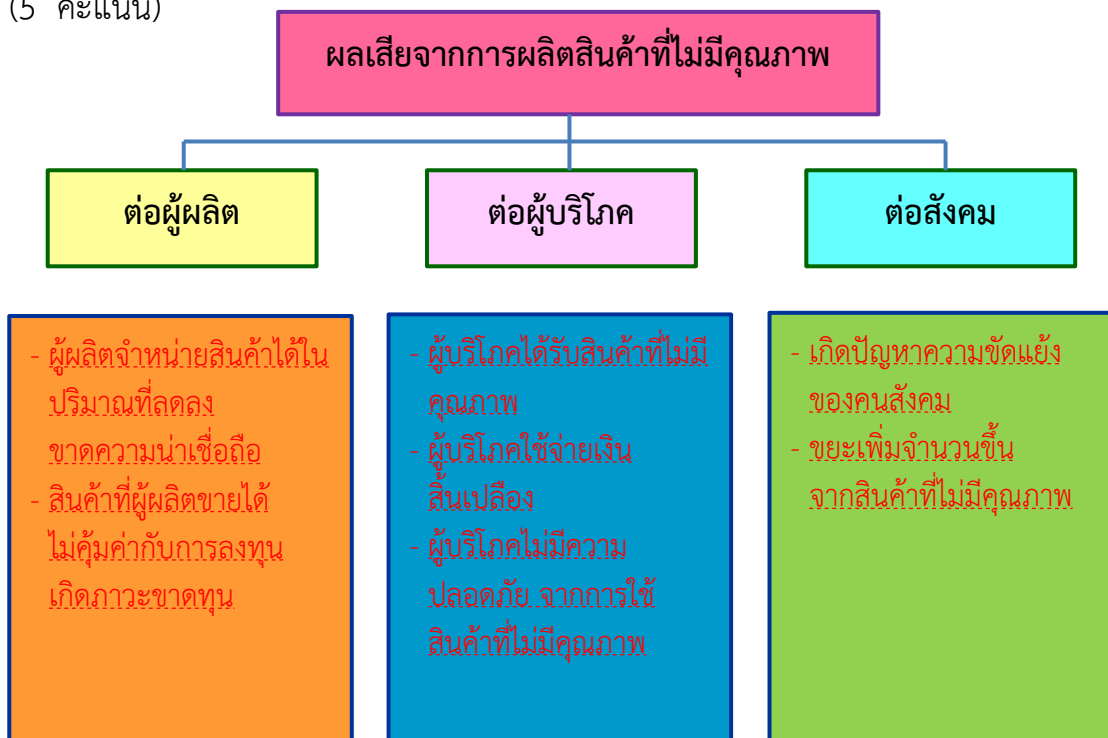 (5 คะแนน)
ผลเสียจากการผลิตสินค้าที่ไม่มีคุณภาพ
ต่อผู้ผลิต
ต่อผู้บริโภค
ต่อสังคม
- ผู้ผลิตจำหน่ายสินค้าได้ใน
ปริมาณที่ลดลง
ขาดความน่าเชื่อถือ
- สินค้าที่ผู้ผลิตขายได้
ไม่คุ้มค่ากับการลงทุน
เกิดภาวะขาดทุน
- ผู้บริโภคได้รับสินค้าที่ไม่มี
คุณภาพ
- ผู้บริโภคใช้จ่ายเงิน
สิ้นเปลือง
- ผู้บริโภคไม่มีความ
ปลอดภัย จากการใช้
สินค้าที่ไม่มีคุณภาพ
- เกิดปัญหาความขัดแย้ง
ของคนสังคม
- ขยะเพิ่มจำนวนขึ้น
จากสินค้าที่ไม่มีคุณภาพ